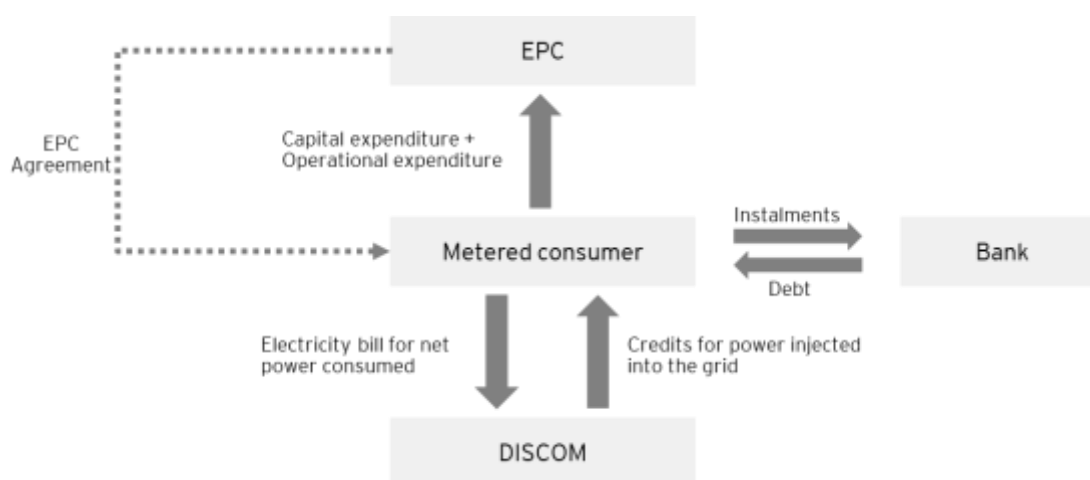 EPC
EPC
Agreement
Capital expenditure +
Operational expenditure
Metered consumer
Instalments
Debt
Bank
Electricity bill for net
power consumed
Credits for power injected
into the grid
DISCOM